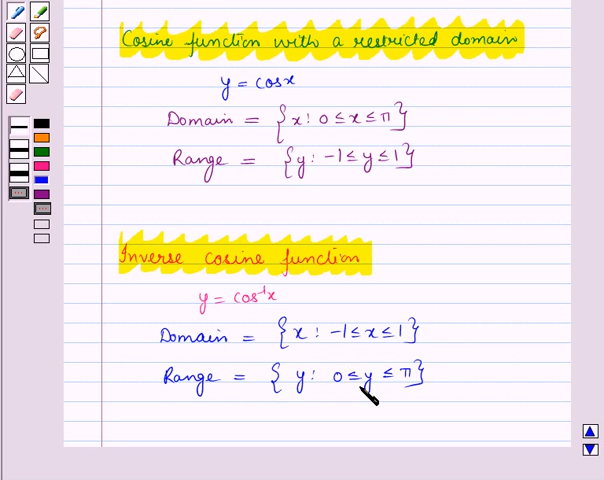 Cosine function with a restricted domain
y = cosx
Domain = {x: 0 ≤ x ≤ π}
Range = {y: -1 ≤ y ≤ 1}
Inverse cosine function
y = cos⁻¹x
Domain = {x : -1 ≤ x ≤ 1}
Range = { y: 0 ≤ y ≤ π}